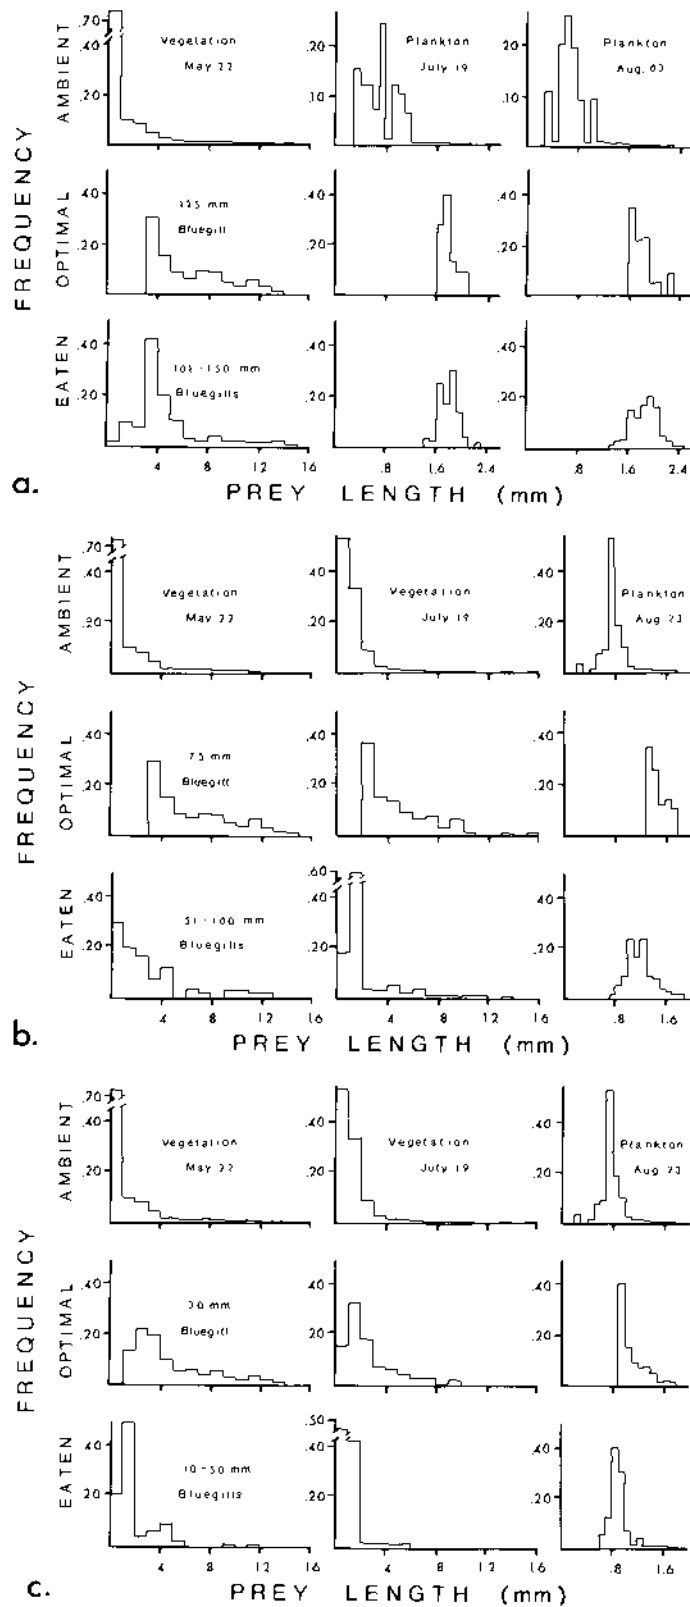 AMBIENT
.70
.40
.20
Vegetation
May 22
.20
.10
Plankton
July 19
.20
.10
Plankton
FREQUENCY
OPTIMAL
.40
.20
Bluegill
.40
.20
.40
.20
EATEN
.40
.20
Bluegills
.40
.20
.40
.20
4 8 12 16
.8 1.6 2.4
.8 1.6 2.4
a.
PREY LENGTH (mm)
AMBIENT
.70
.40
.20
Vegetation
May 22
.40
.20
Vegetation
July 19
.40
.20
Plankton
Aug 23
FREQUENCY
OPTIMAL
.40
.20
75 mm
Bluegill
.40
.20
.40
.20
EATEN
.40
.20
51-100 mm
Bluegills
.60
.40
.20
.40
.20
4 8 12 16
4 8 12 16
.8 1.6
b.
PREY LENGTH (mm)
AMBIENT
.70
.40
.20
Vegetation
May 22
.40
.20
Vegetation
July 19
.40
.20
Plankton
Aug 23
FREQUENCY
OPTIMAL
.40
.20
Bluegill
.40
.20
.40
.20
EATEN
.40
.20
10-50 mm
Bluegills
.50
.40
.20
.40
.20
4 8 12 16
4 8 12 16
.8 1.6
c.
PREY LENGTH (mm)